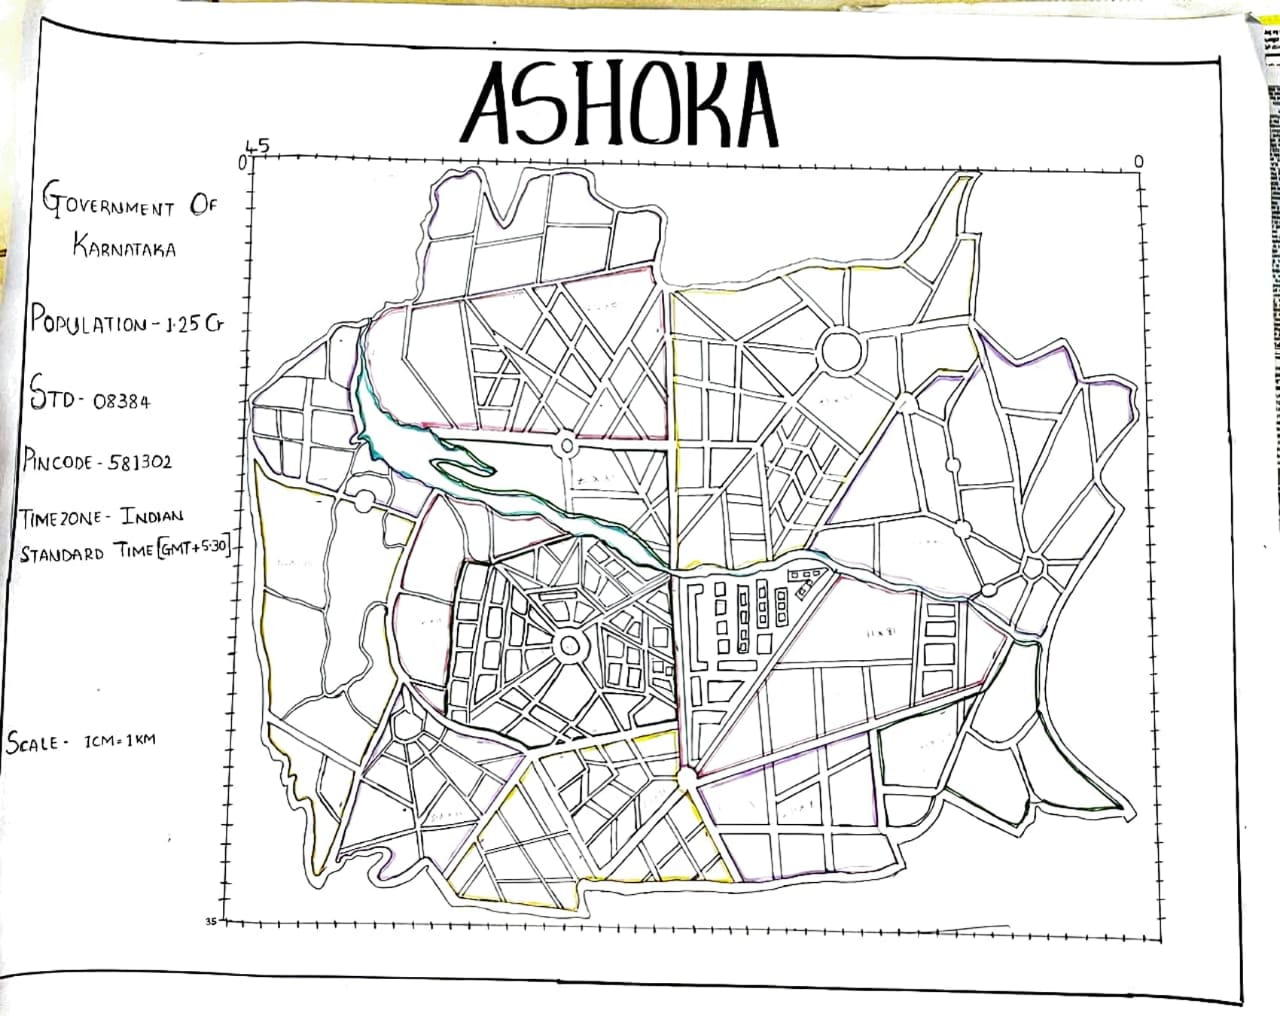 ASHOKA
45
0
0
GOVERNMENT OF
KARNATAKA
POPULATION - 1.25 Cr
STD - 08384
PINCODE - 581302
TIMEZONE - INDIAN
STANDARD TIME [GMT+5:30]
SCALE - 1CM = 1KM
35